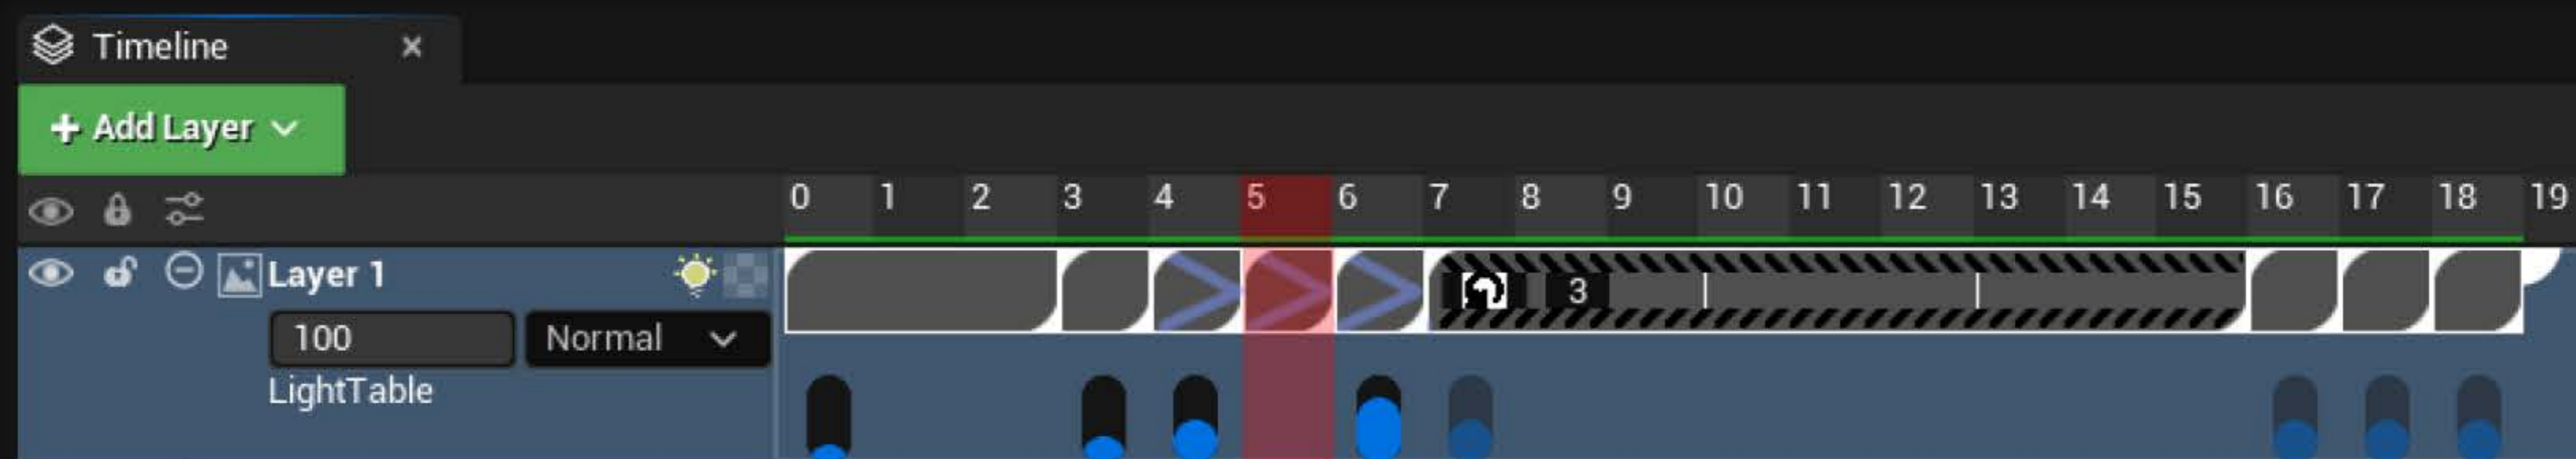 Timeline
Add Layer
0 1 2 3 4 5 6 7 8 9 10 11 12 13 14 15 16 17 18 19
Layer 1
3
100 Normal
LightTable